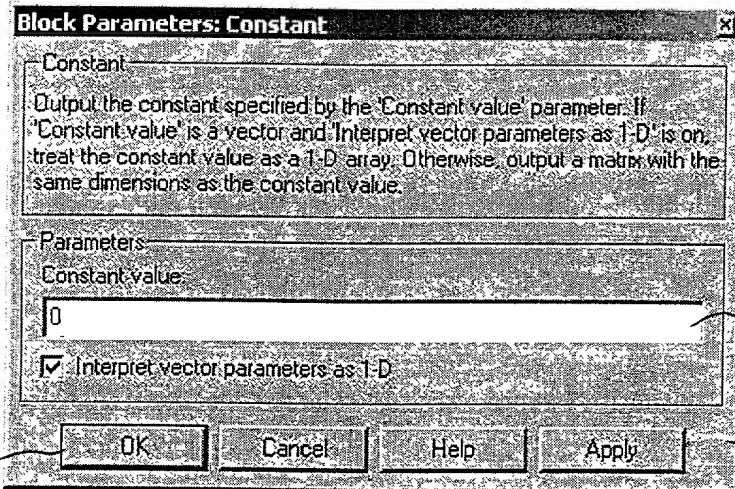 Block Parameters: Constant
Constant
Output the constant specified by the 'Constant value' parameter. If
'Constant value' is a vector and 'Interpret vector parameters as 1-D' is on,
treat the constant value as a 1-D array. Otherwise, output a matrix with the
same dimensions as the constant value.
Parameters
Constant value:
0
Interpret vector parameters as 1-D
OK Cancel Help Apply